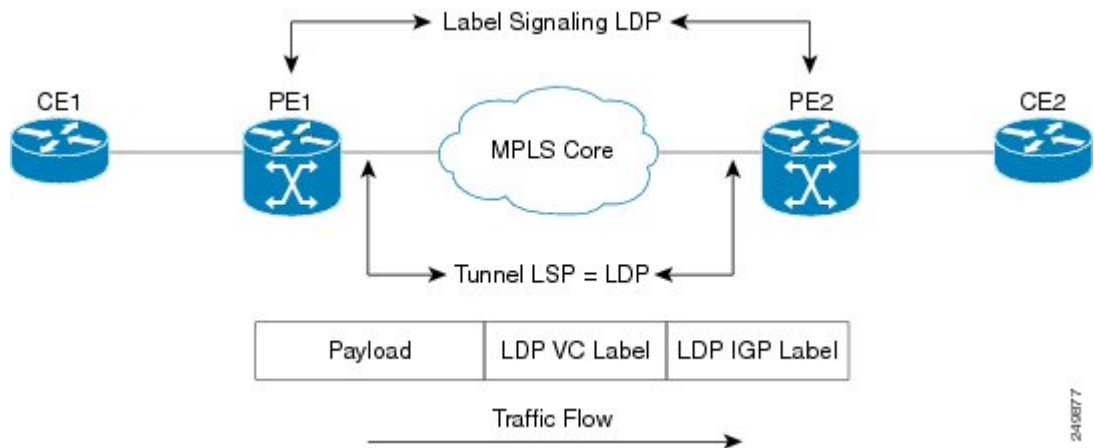 Label Signaling LDP
CE1
PE1
PE2
CE2
MPLS Core
Tunnel LSP = LDP
Payload
LDP VC Label
LDP IGP Label
Traffic Flow
249877